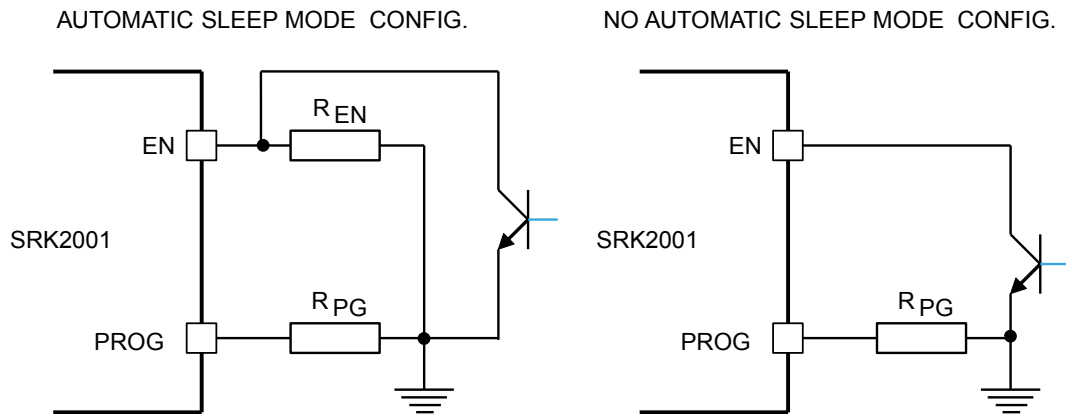 AUTOMATIC SLEEP MODE CONFIG.
NO AUTOMATIC SLEEP MODE CONFIG.
R EN
EN
SRK2001
R PG
PROG
EN
SRK2001
R PG
PROG